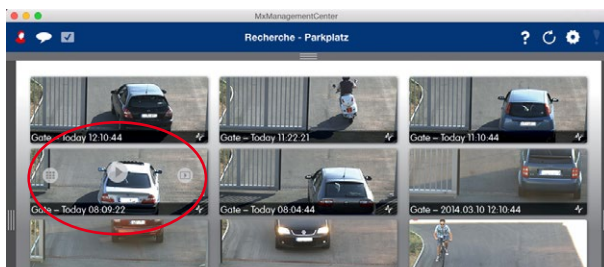 MxManagementCenter
Recherche - Parkplatz
Gate – Today 12:10:44
Gate – Today 11:22:21
Gate – Today 11:10:44
Gate – Today 08:09:22
Gate – Today 08:04:44
Gate – 2014.03.10 12:10:44